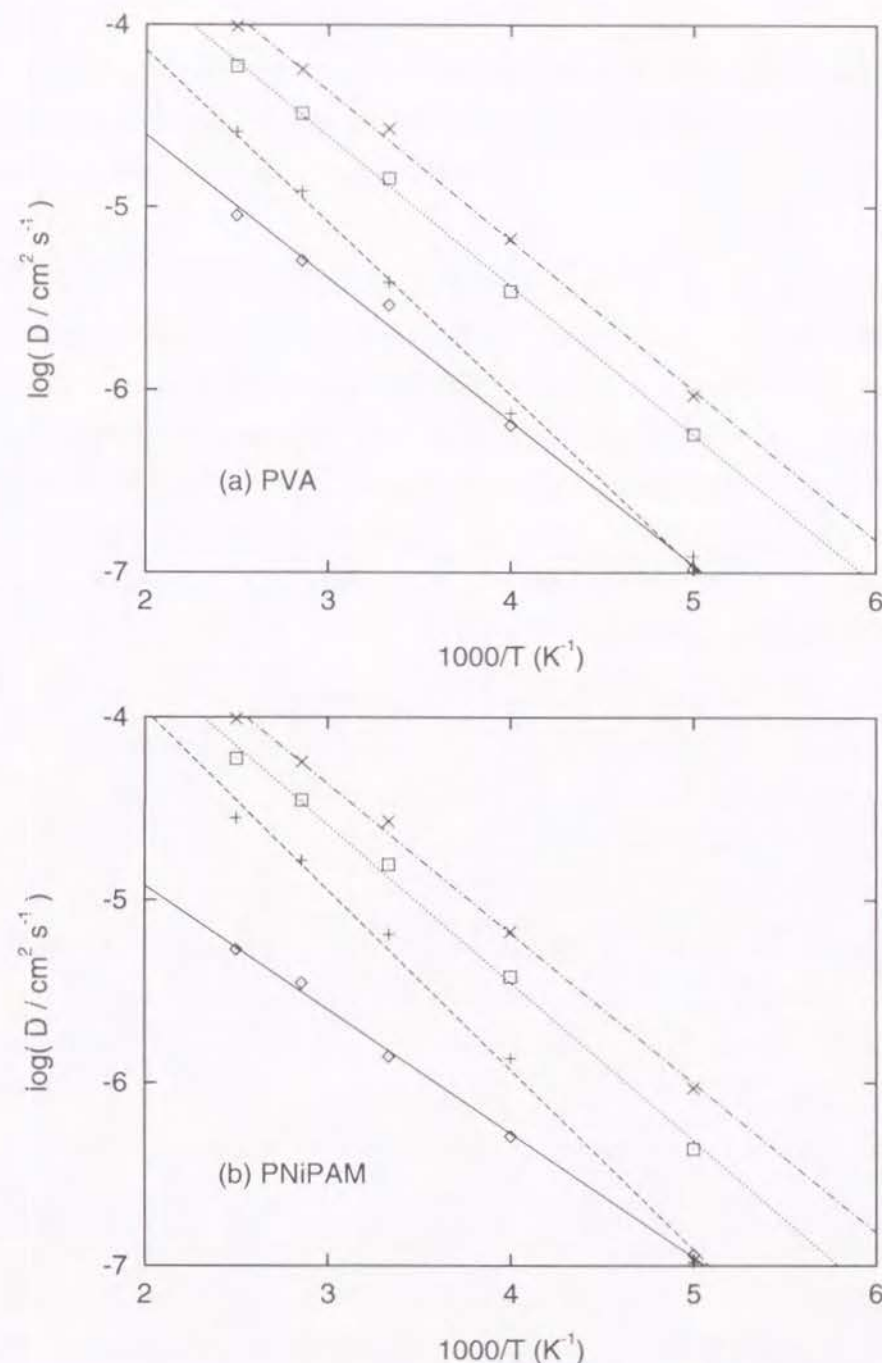 -4
-5
-6
-7
log( D / cm² s⁻¹)
(a) PVA
2 3 4 5 6
1000/T (K⁻¹)
-4
-5
-6
-7
log( D / cm² s⁻¹)
(b) PNiPAM
2 3 4 5 6
1000/T (K⁻¹)